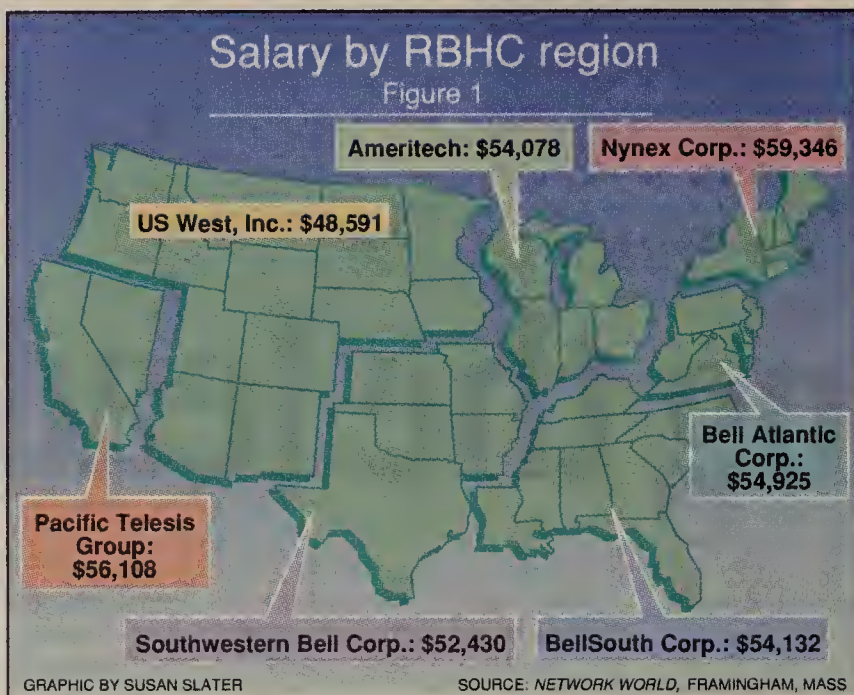 Salary by RBHC region
Figure 1
Ameritech: $54,078
Nynex Corp.: $59,346
US West, Inc.: $48,591
Bell Atlantic
Corp.:
$54,925
Pacific Telesis
Group:
$56,108
Southwestern Bell Corp.: $52,430
BellSouth Corp.: $54,132
GRAPHIC BY SUSAN SLATER
SOURCE: NETWORK WORLD, FRAMINGHAM, MASS